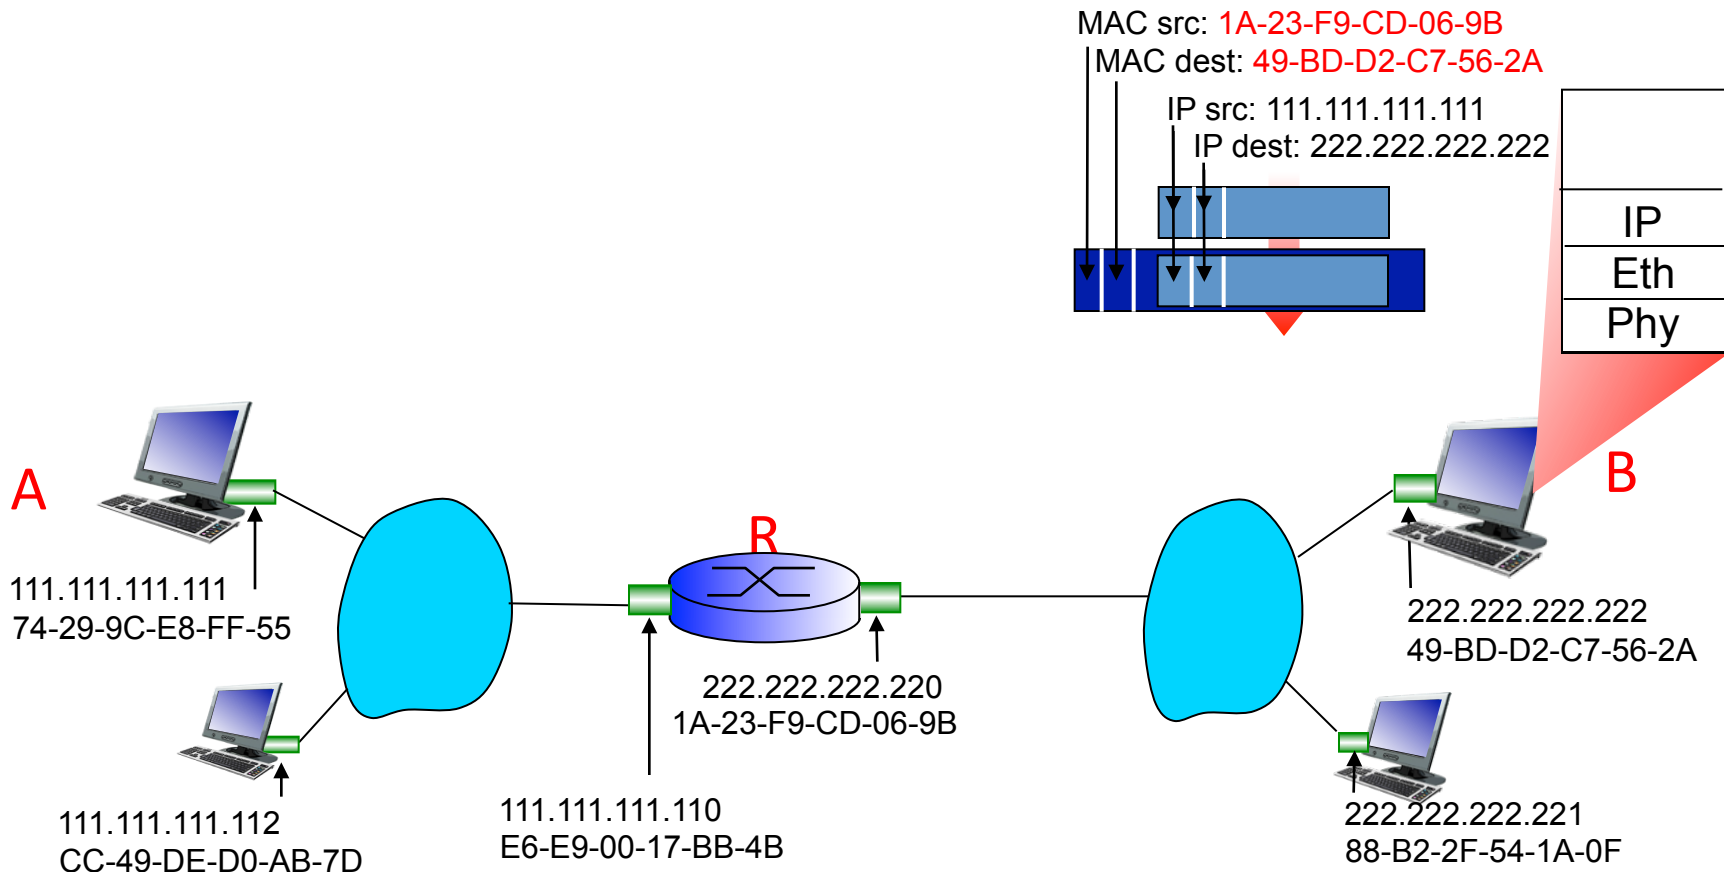 MAC src: 1A-23-F9-CD-06-9B
MAC dest: 49-BD-D2-C7-56-2A
IP src: 111.111.111.111
IP dest: 222.222.222.222
IP
Eth
Phy
A
R
B
111.111.111.111
74-29-9C-E8-FF-55
222.222.222.222
49-BD-D2-C7-56-2A
222.222.222.220
1A-23-F9-CD-06-9B
111.111.111.112
CC-49-DE-D0-AB-7D
111.111.111.110
E6-E9-00-17-BB-4B
222.222.222.221
88-B2-2F-54-1A-0F